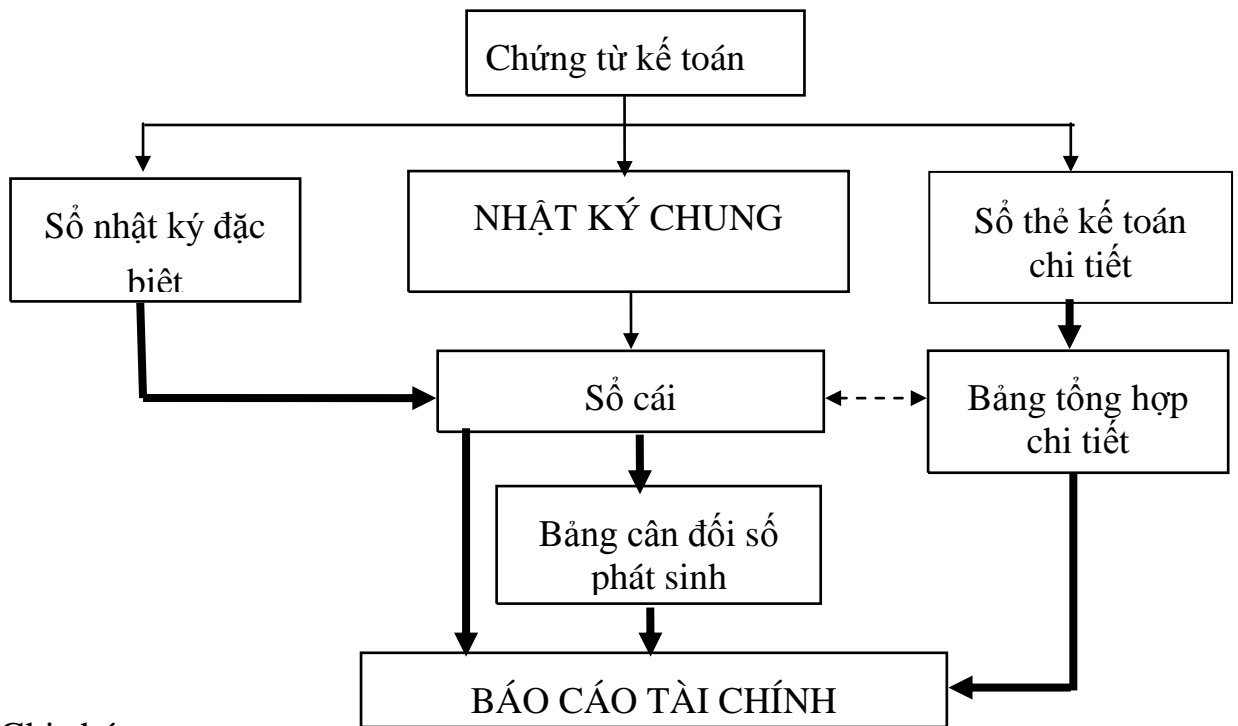 Chứng từ kế toán
Sổ nhật ký đặc
biệt
NHẬT KÝ CHUNG
Sổ thẻ kế toán
chi tiết
Sổ cái
Bảng tổng hợp
chi tiết
Bảng cân đối số
phát sinh
BÁO CÁO TÀI CHÍNH